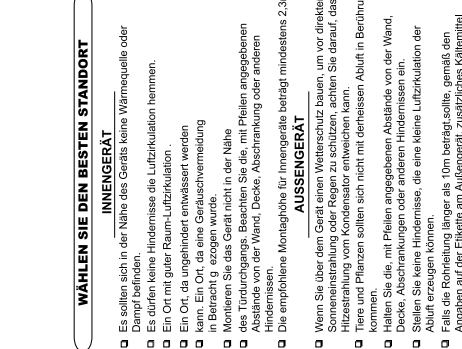 WÄHLEN SIE DEN BESTEN STANDORT
INNENGERÄT
❏ Es sollten sich in der Nähe des Geräts keine Wärmequelle oder
Dampf befinden.
❏ Es dürfen keine Hindernisse die Luftzirkulation hemmen.
❏ Ein Ort mit guter Raum-Luftzirkulation .
❏ Ein Ort, da ungehindert entwässert werden
❏ kann. Ein Ort, da eine Geräuschvermeidung
in Betracht g ezogen wurde.
❏ Montieren Sie das Gerät nicht in der Nähe
❏ des Türdurchgangs. Beachten Sie die, mit Pfeilen angegebenen
Abstände von der Wand, Decke, Abschrankung oder anderen
Hindernissen.
❏ Die empfohlene Montaghöhe für Innengeräte beträgt mindestens 2,3
AUSSENGERÄT
❏ Wenn Sie über dem Gerät einen Wetterschutz bauen, um vor direkter
Sonneneinstrahlung oder Regen zu schützen, achten Sie darauf,
Hitzestrahlung vom Kondensator entweichen kann.
❏ Tiere und Pflanzen sollten sich nicht mit derheissen Abluft in
kommen.
❏ Halten Sie die, mit Pfeilen angegebenen Abstände von der Wand,
Decke, Abschrankungen oder anderen Hindernissen ein.
❏ Stellen Sie keine Hindernisse, die eine kleine Luftzirkulation der
Abluft erzeugen können.
❏ Falls die Rohrleitung länger als 10m beträgt,sollte gemäß den
Angaben auf der Etikette am Außengerät, zusätzliches Kältemittel